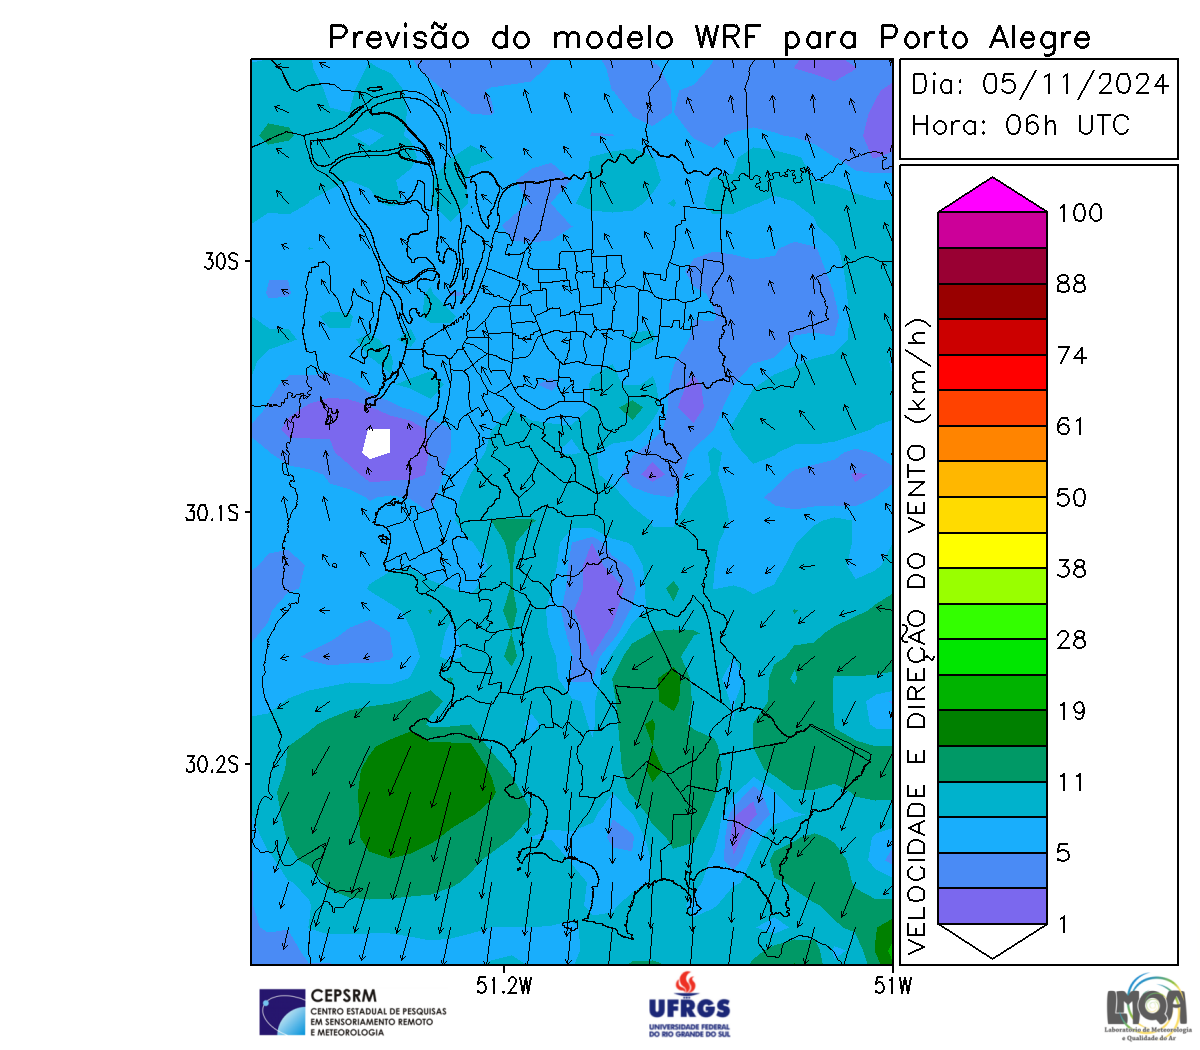 Previsão do modelo WRF para Porto Alegre
Dia: 05/11/2024
Hora: 06h UTC
30S
30.1S
30.2S
51.2W
51W
VELOCIDADE E DIREÇÃO DO VENTO (km/h)
100
88
74
61
50
38
28
19
11
5
1
CEPSRM
CENTRO ESTADUAL DE PESQUISAS
EM SENSORIAMENTO REMOTO
E METEOROLOGIA
UFRGS
UNIVERSIDADE FEDERAL
DO RIO GRANDE DO SUL
LMQA
Laboratório de Meteorologia
e Qualidade do Ar